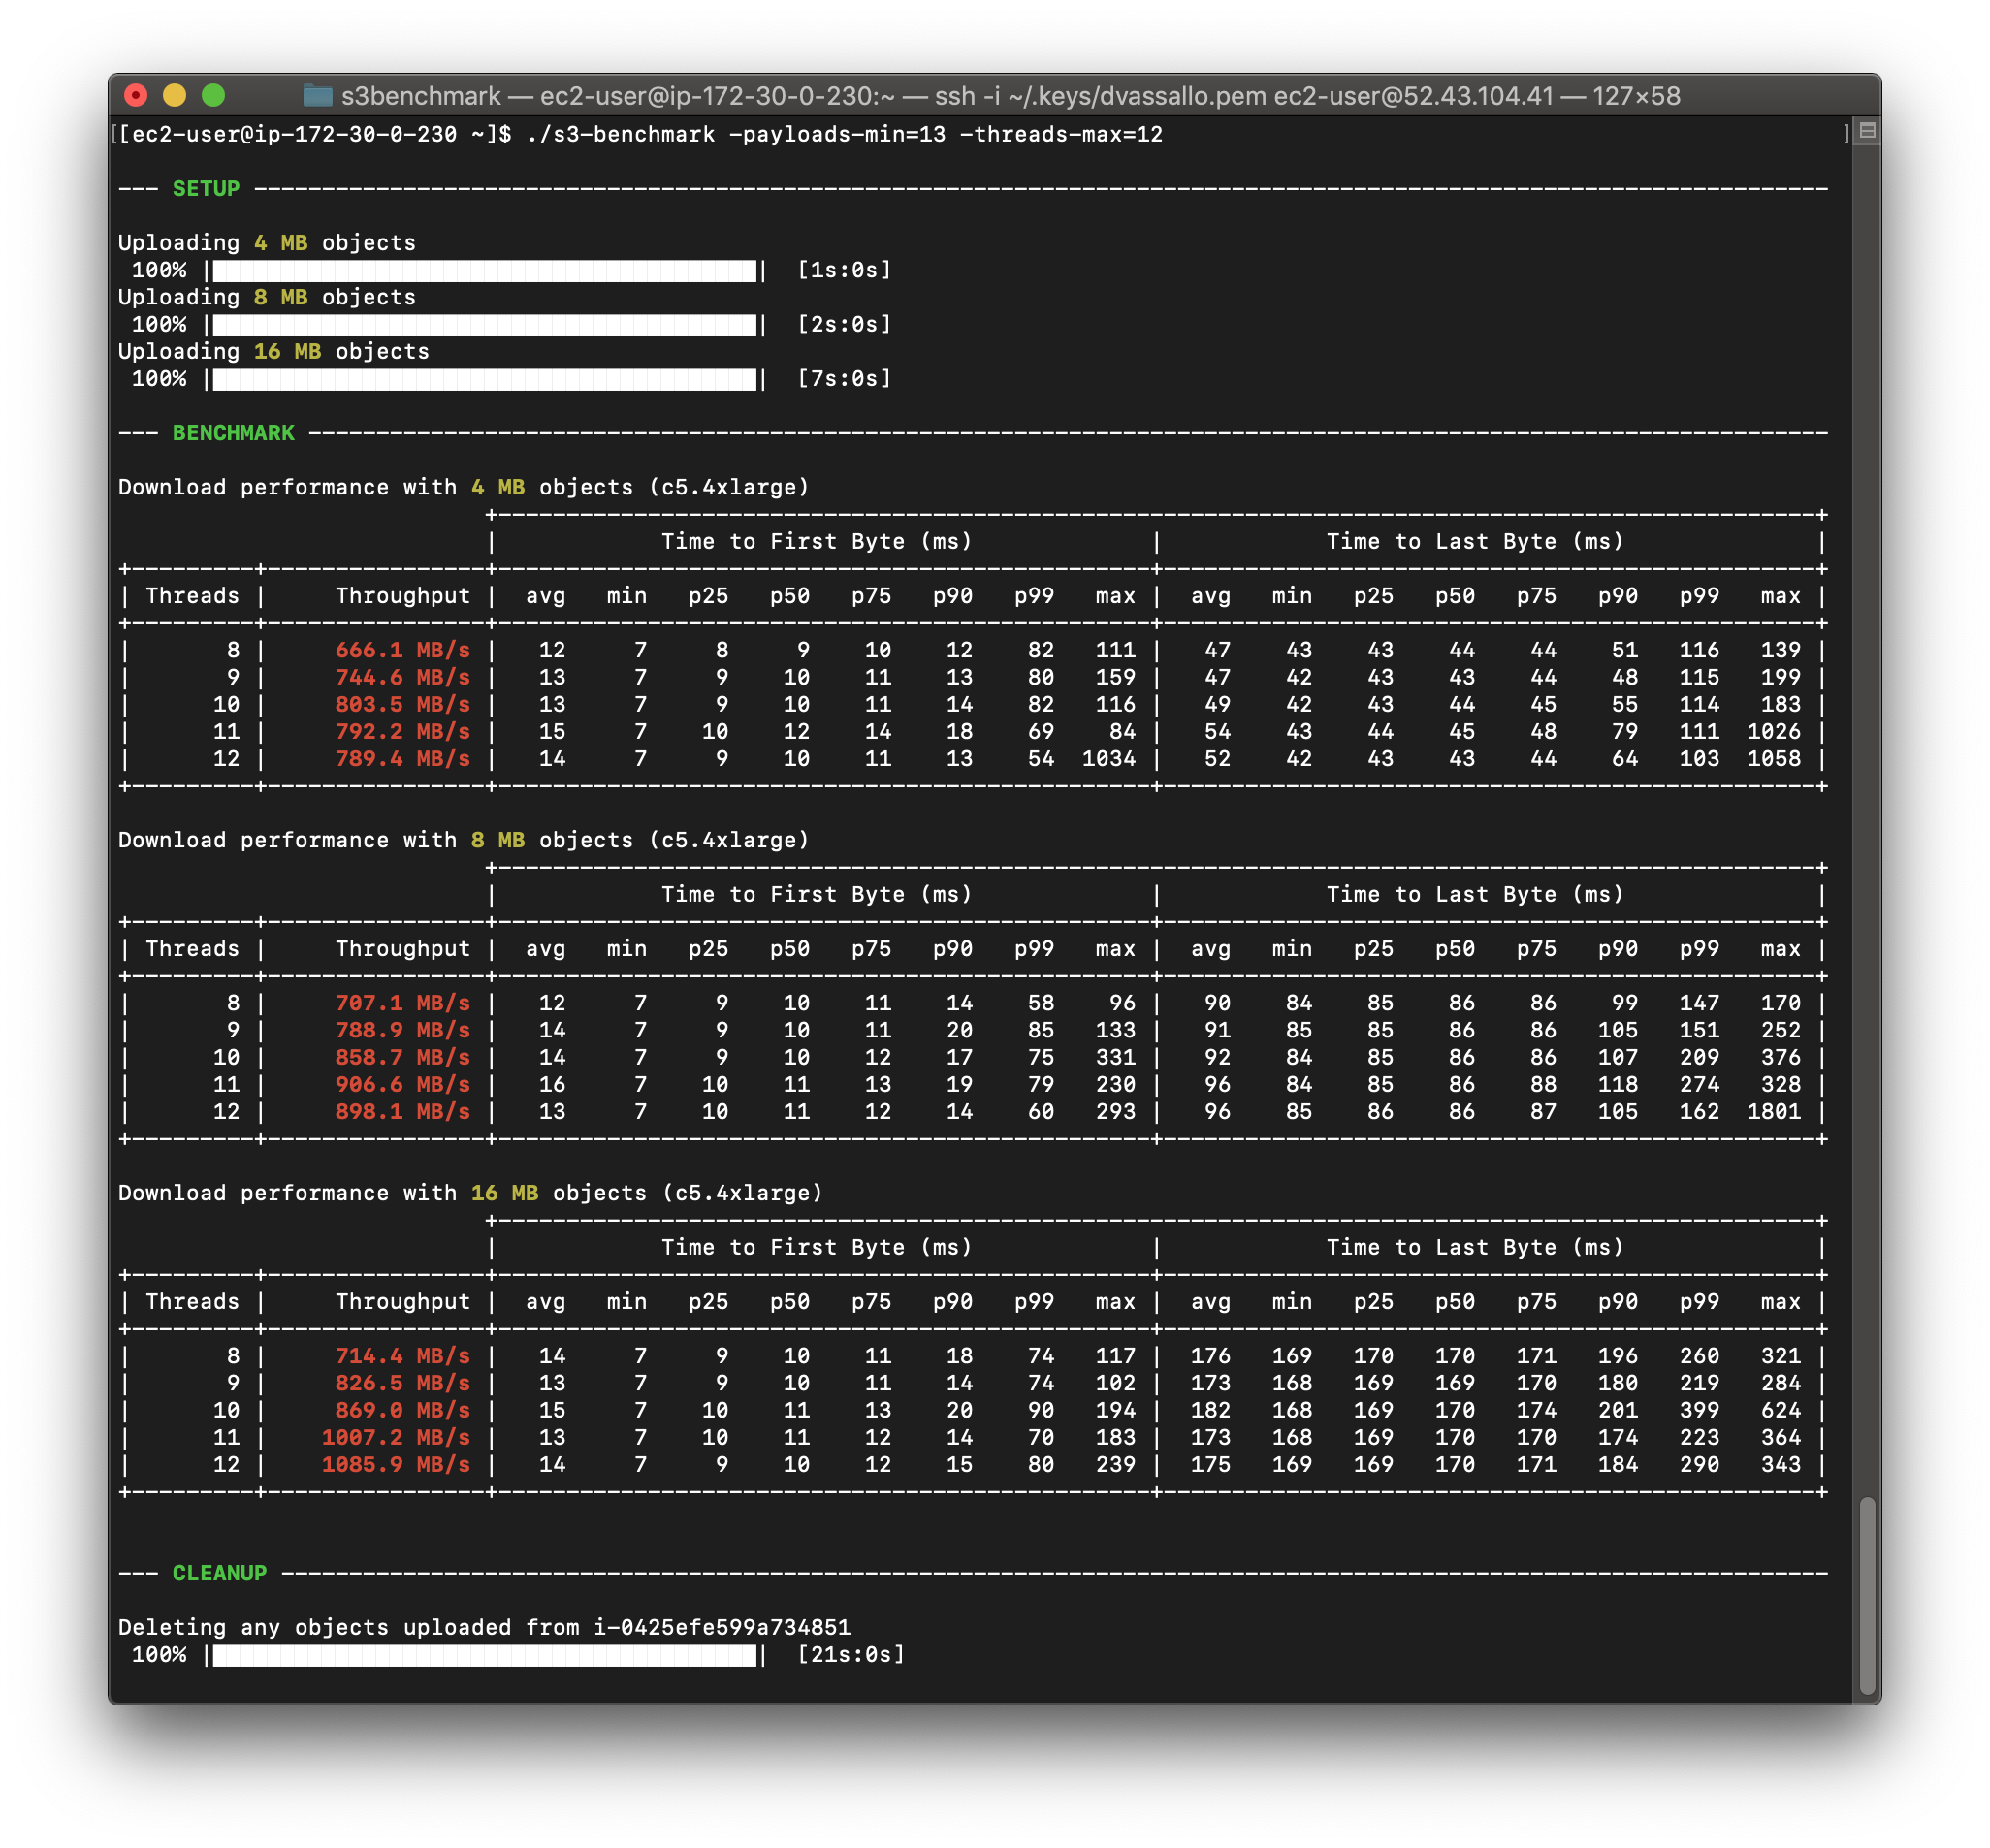 s3benchmark — ec2-user@ip-172-30-0-230:~ — ssh -i ~/.keys/dvassallo.pem ec2-user@52.43.104.41 — 127×58
[[ec2-user@ip-172-30-0-230 ~]$ ./s3-benchmark -payloads-min=13 -threads-max=12 ]
--- SETUP --------------------------------------------------------------------------------------------------------------------
Uploading 4 MB objects
100% |████████████████████████████████████████| [1s:0s]
Uploading 8 MB objects
100% |████████████████████████████████████████| [2s:0s]
Uploading 16 MB objects
100% |████████████████████████████████████████| [7s:0s]
--- BENCHMARK ----------------------------------------------------------------------------------------------------------------
Download performance with 4 MB objects (c5.4xlarge)
+-------------------------------------------------------------------------------------------------+
| Time to First Byte (ms) | Time to Last Byte (ms) |
+---------+----------------+------------------------------------------------+------------------------------------------------+
| Threads | Throughput | avg min p25 p50 p75 p90 p99 max | avg min p25 p50 p75 p90 p99 max |
+---------+----------------+------------------------------------------------+------------------------------------------------+
| 8 | 666.1 MB/s | 12 7 8 9 10 12 82 111 | 47 43 43 44 44 51 116 139 |
| 9 | 744.6 MB/s | 13 7 9 10 11 13 80 159 | 47 42 43 43 44 48 115 199 |
| 10 | 803.5 MB/s | 13 7 9 10 11 14 82 116 | 49 42 43 44 45 55 114 183 |
| 11 | 792.2 MB/s | 15 7 10 12 14 18 69 84 | 54 43 44 45 48 79 111 1026 |
| 12 | 789.4 MB/s | 14 7 9 10 11 13 54 1034 | 52 42 43 43 44 64 103 1058 |
+---------+----------------+------------------------------------------------+------------------------------------------------+
Download performance with 8 MB objects (c5.4xlarge)
+-------------------------------------------------------------------------------------------------+
| Time to First Byte (ms) | Time to Last Byte (ms) |
+---------+----------------+------------------------------------------------+------------------------------------------------+
| Threads | Throughput | avg min p25 p50 p75 p90 p99 max | avg min p25 p50 p75 p90 p99 max |
+---------+----------------+------------------------------------------------+------------------------------------------------+
| 8 | 707.1 MB/s | 12 7 9 10 11 14 58 96 | 90 84 85 86 86 99 147 170 |
| 9 | 788.9 MB/s | 14 7 9 10 11 20 85 133 | 91 85 85 86 86 105 151 252 |
| 10 | 858.7 MB/s | 14 7 9 10 12 17 75 331 | 92 84 85 86 86 107 209 376 |
| 11 | 906.6 MB/s | 16 7 10 11 13 19 79 230 | 96 84 85 86 88 118 274 328 |
| 12 | 898.1 MB/s | 13 7 10 11 12 14 60 293 | 96 85 86 86 87 105 162 1801 |
+---------+----------------+------------------------------------------------+------------------------------------------------+
Download performance with 16 MB objects (c5.4xlarge)
+-------------------------------------------------------------------------------------------------+
| Time to First Byte (ms) | Time to Last Byte (ms) |
+---------+----------------+------------------------------------------------+------------------------------------------------+
| Threads | Throughput | avg min p25 p50 p75 p90 p99 max | avg min p25 p50 p75 p90 p99 max |
+---------+----------------+------------------------------------------------+------------------------------------------------+
| 8 | 714.4 MB/s | 14 7 9 10 11 18 74 117 | 176 169 170 170 171 196 260 321 |
| 9 | 826.5 MB/s | 13 7 9 10 11 14 74 102 | 173 168 169 169 170 180 219 284 |
| 10 | 869.0 MB/s | 15 7 10 11 13 20 90 194 | 182 168 169 170 174 201 399 624 |
| 11 | 1007.2 MB/s | 13 7 10 11 12 14 70 183 | 173 168 169 170 170 174 223 364 |
| 12 | 1085.9 MB/s | 14 7 9 10 12 15 80 239 | 175 169 169 170 171 184 290 343 |
+---------+----------------+------------------------------------------------+------------------------------------------------+
--- CLEANUP ------------------------------------------------------------------------------------------------------------------
Deleting any objects uploaded from i-0425efe599a734851
100% |████████████████████████████████████████| [21s:0s]